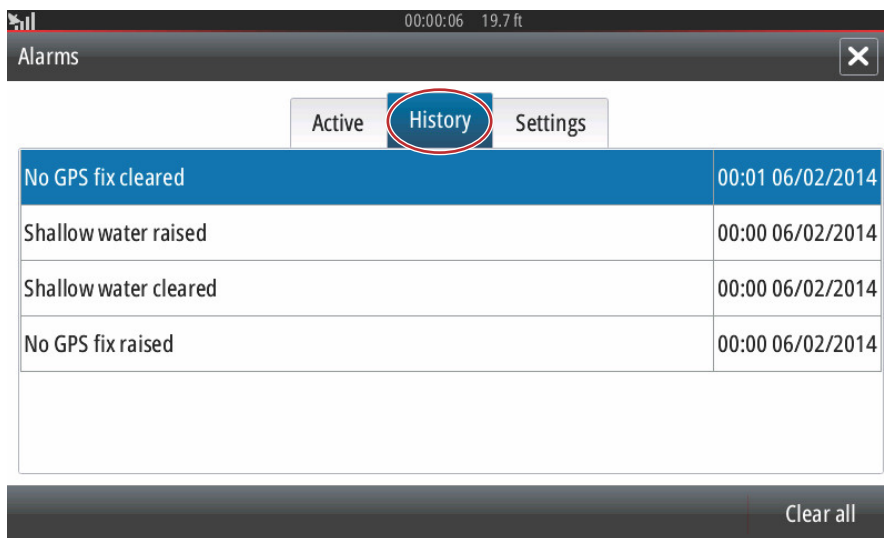 00:00:06 19.7 ft
Alarms
Active History Settings
No GPS fix cleared 00:01 06/02/2014
Shallow water raised 00:00 06/02/2014
Shallow water cleared 00:00 06/02/2014
No GPS fix raised 00:00 06/02/2014
Clear all